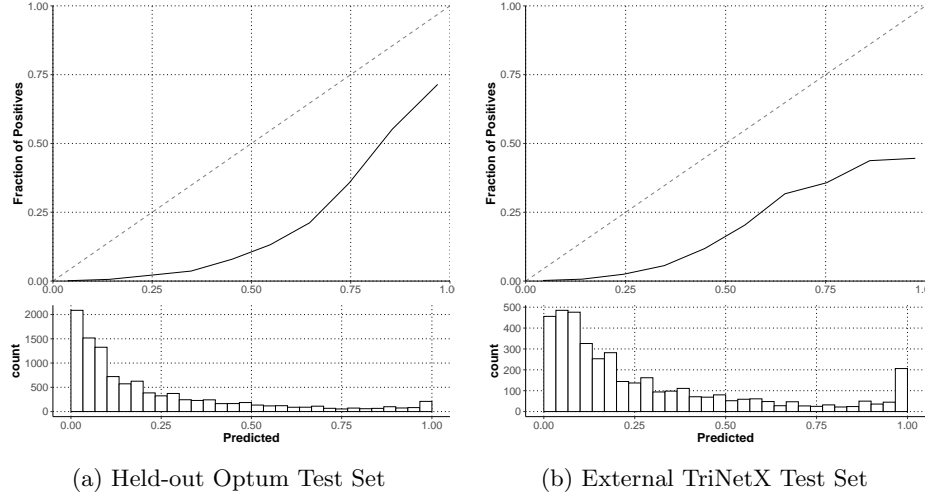 1.00
0.75
0.50
0.25
0.00
Fraction of Positives
0.00 0.25 0.50 0.75 1.00
2000
1500
1000
500
0
count
0.00 0.25 0.50 0.75 1.00
Predicted
(a) Held-out Optum Test Set
1.00
0.75
0.50
0.25
0.00
Fraction of Positives
0.00 0.25 0.50 0.75 1.00
500
400
300
200
100
0
count
0.00 0.25 0.50 0.75 1.00
Predicted
(b) External TriNetX Test Set